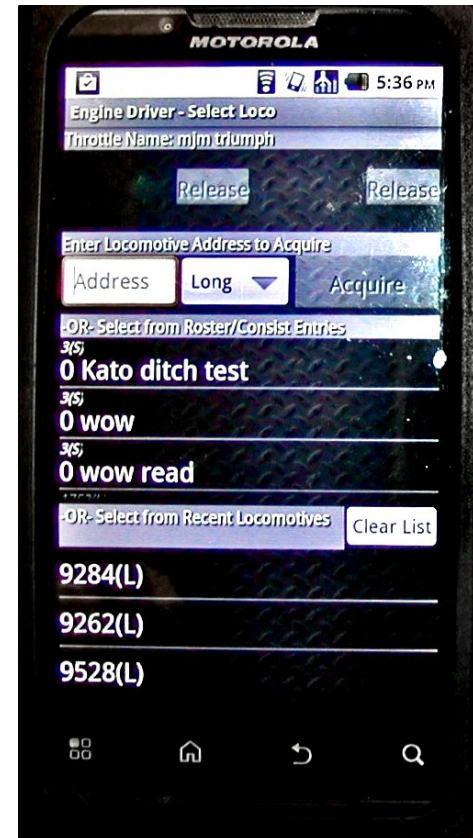 MOTOROLA
5:36 PM
Engine Driver - Select Loco
Throttle Name: mjm triumph
Release Release
Enter Locomotive Address to Acquire
Address Long Acquire
-OR- Select from Roster/Consist Entries
3(S)
0 Kato ditch test
3(S)
0 wow
3(S)
0 wow read
-OR- Select from Recent Locomotives Clear List
9284(L)
9262(L)
9528(L)